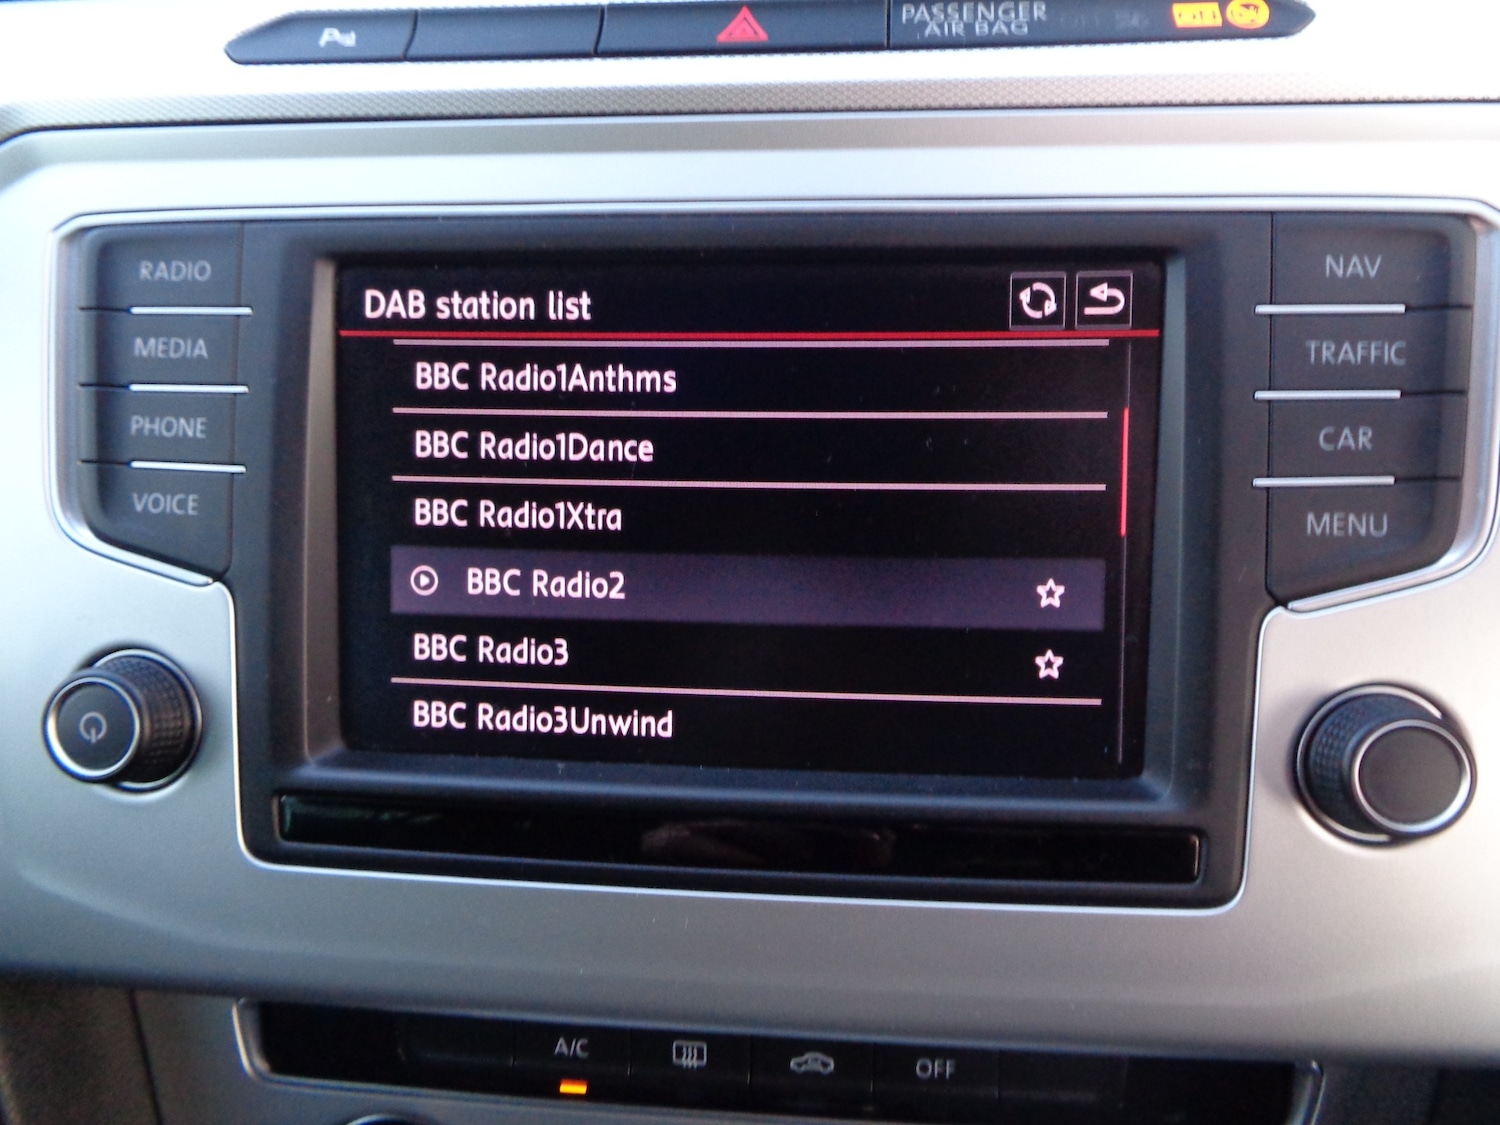 PASSENGER
AIR BAG
RADIO
MEDIA
PHONE
VOICE
DAB station list
BBC Radio1Anthms
BBC Radio1Dance
BBC Radio1Xtra
BBC Radio2
BBC Radio3
BBC Radio3Unwind
NAV
TRAFFIC
CAR
MENU
A/C
OFF